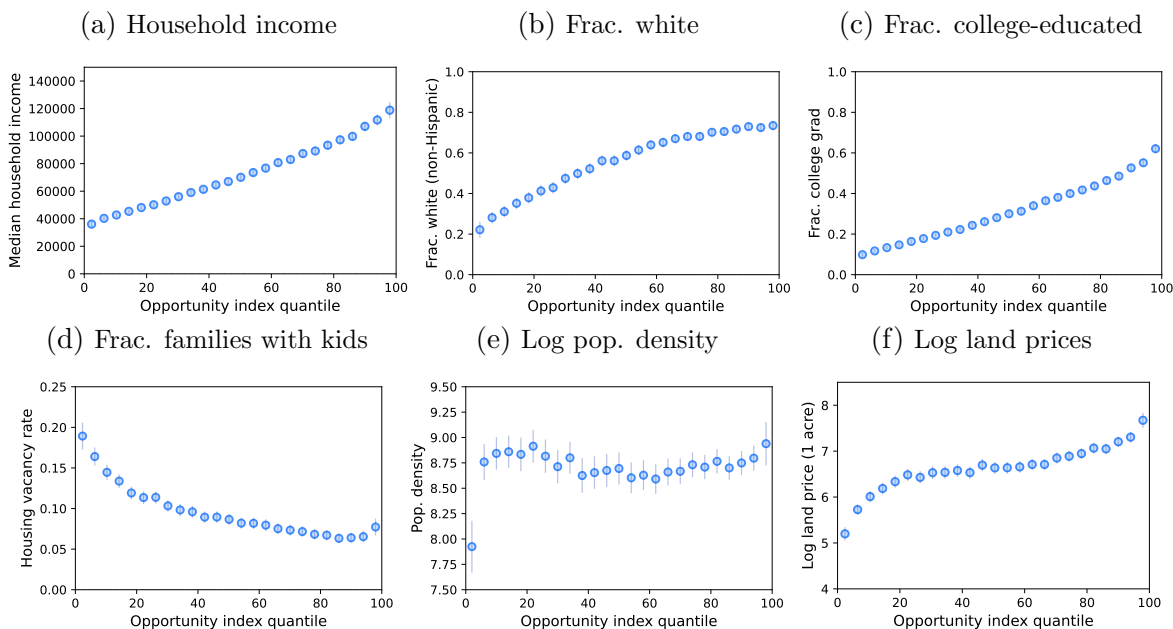 (a) Household income
(b) Frac. white
(c) Frac. college-educated
Median household income
140000
120000
100000
80000
60000
40000
20000
0
0 20 40 60 80 100
Opportunity index quantile
Frac. white (non-Hispanic)
1.0
0.8
0.6
0.4
0.2
0.0
0 20 40 60 80 100
Opportunity index quantile
Frac. college grad
1.0
0.8
0.6
0.4
0.2
0.0
0 20 40 60 80 100
Opportunity index quantile
(d) Frac. families with kids
(e) Log pop. density
(f) Log land prices
Housing vacancy rate
0.25
0.20
0.15
0.10
0.05
0.00
0 20 40 60 80 100
Opportunity index quantile
Pop. density
9.50
9.25
9.00
8.75
8.50
8.25
8.00
7.75
7.50
0 20 40 60 80 100
Opportunity index quantile
Log land price (1 acre)
8
7
6
5
4
0 20 40 60 80 100
Opportunity index quantile